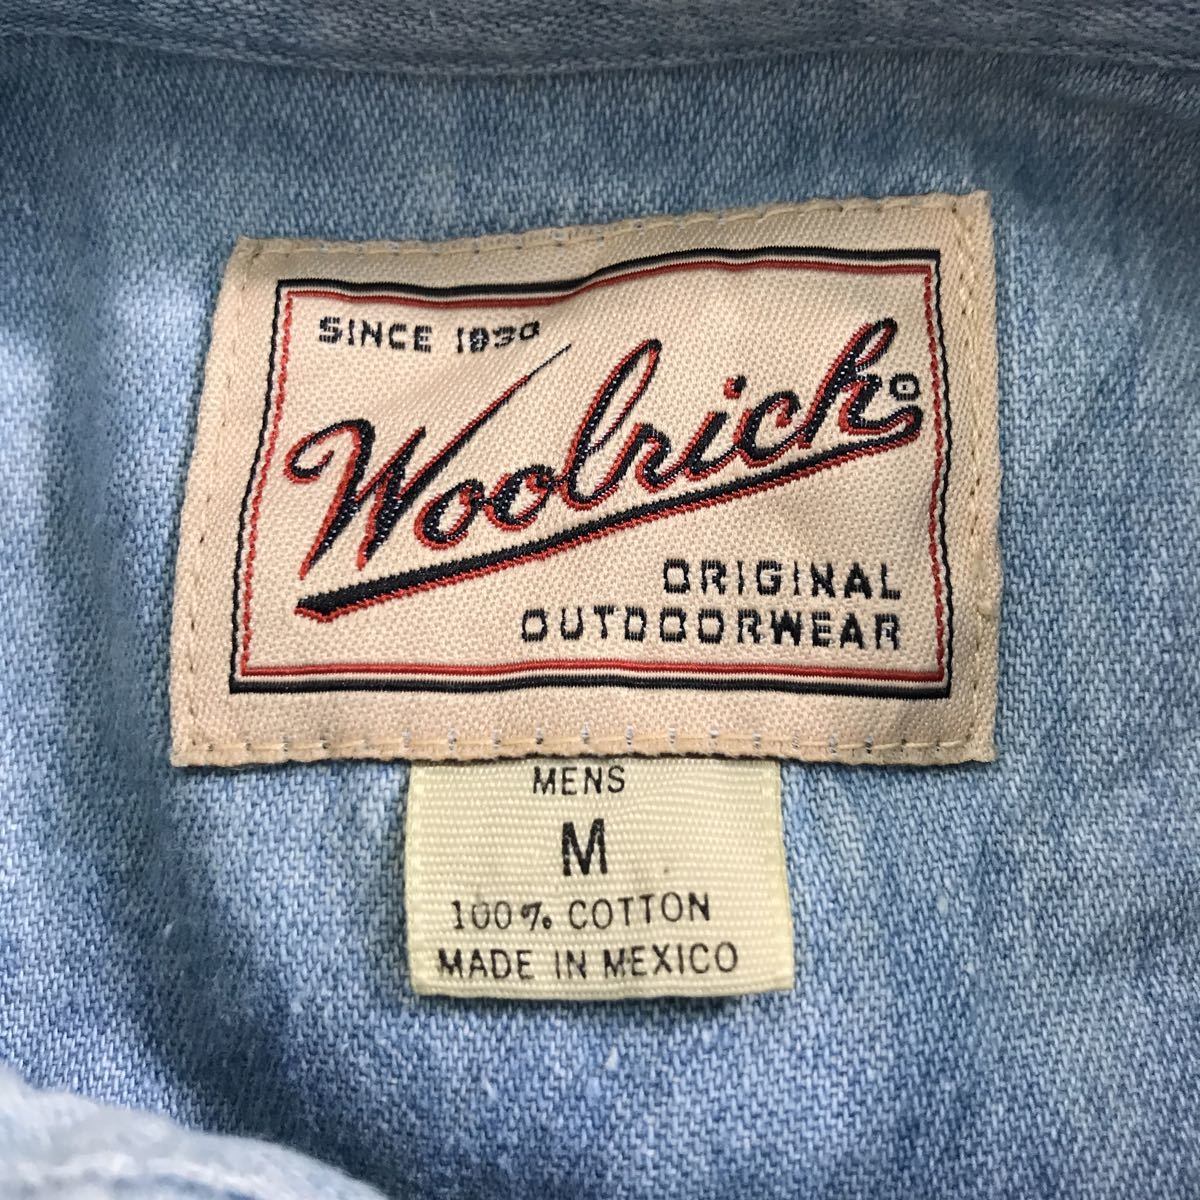 SINCE 1830
Woolrich®
ORIGINAL
OUTDOORWEAR
MENS
M
100% COTTON
MADE IN MEXICO